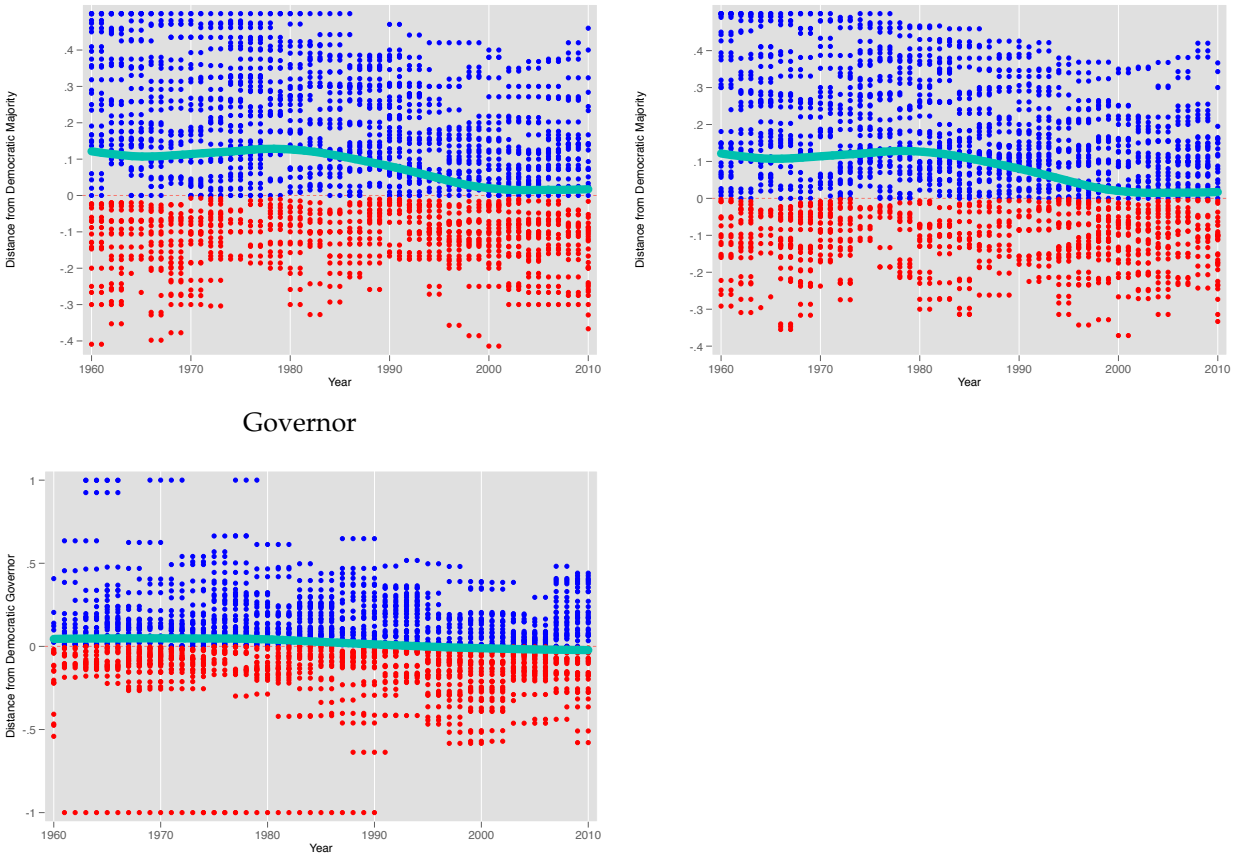 Distance from Democratic Majority
.4
.3
.2
.1
0
-.1
-.2
-.3
-.4
1960 1970 1980 1990 2000 2010
Year
Distance from Democratic Majority
.4
.3
.2
.1
0
-.1
-.2
-.3
-.4
1960 1970 1980 1990 2000 2010
Year
Governor
Distance from Democratic Governor
1
.5
0
-.5
-1
1960 1970 1980 1990 2000 2010
Year